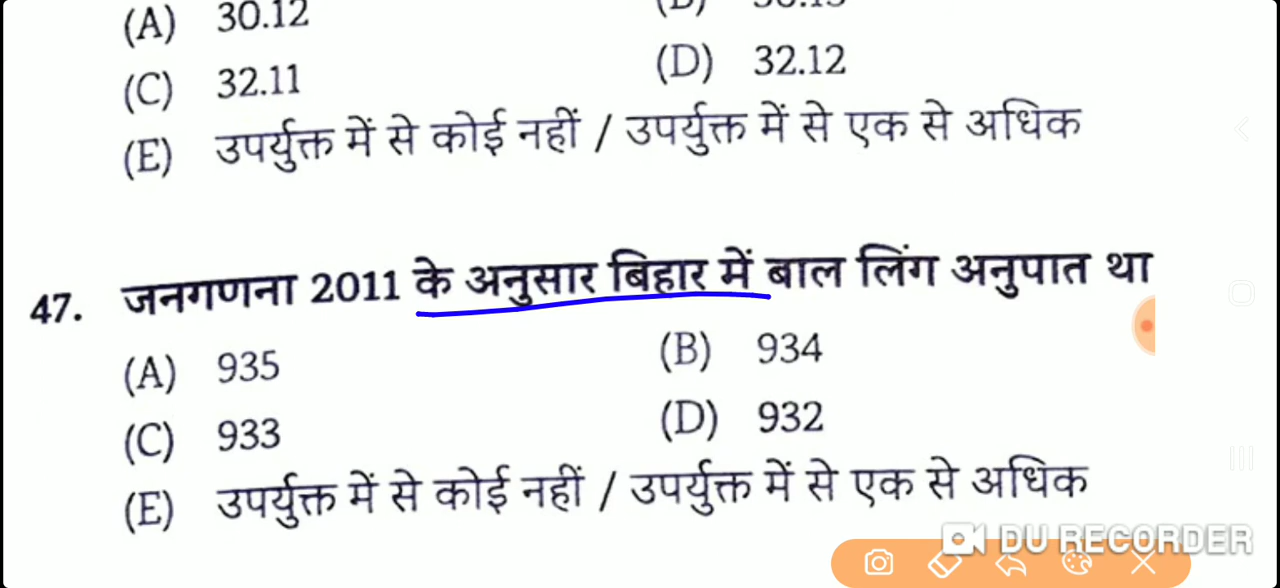 (A) 30.12
(C) 32.11 (D) 32.12
(E) उपर्युक्त में से कोई नहीं / उपर्युक्त में से एक से अधिक
47. जनगणना 2011 के अनुसार बिहार में बाल लिंग अनुपात था
(A) 935 (B) 934
(C) 933 (D) 932
(E) उपर्युक्त में से कोई नहीं / उपर्युक्त में से एक से अधिक
DU RECORDER